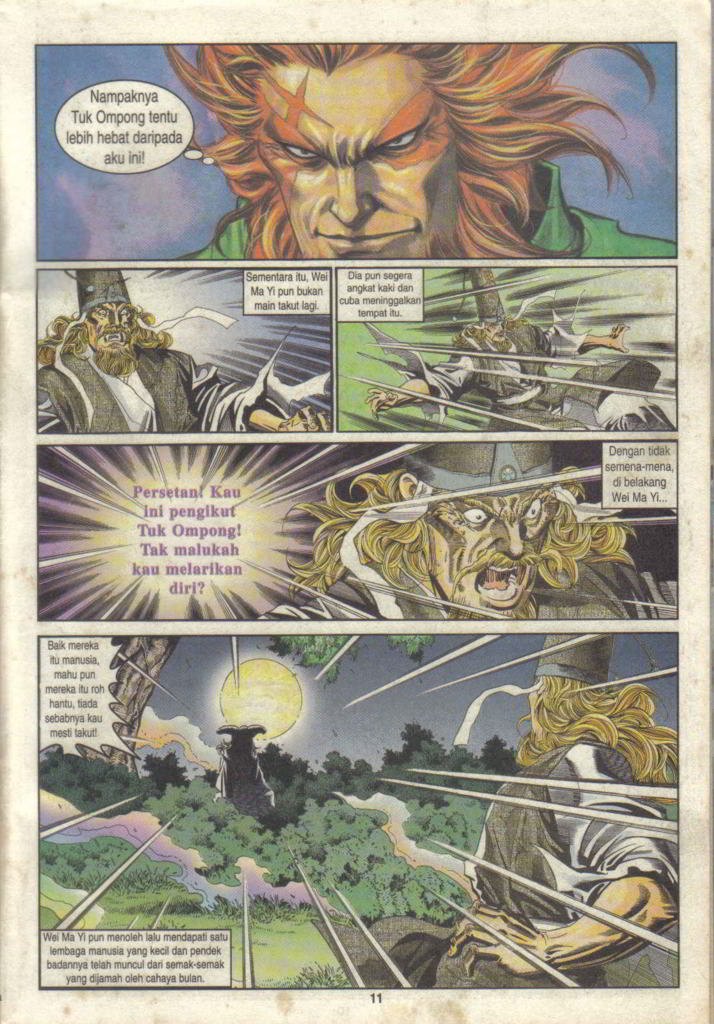 Nampaknya
Tuk Ompong tentu
lebih hebat daripada
aku ini!
Sementara itu, Wei
Ma Yi pun bukan
main takut lagi.
Dia pun segera
angkat kaki dan
cuba meninggalkan
tempat itu.
Persetan! Kau
ini pengikut
Tuk Ompong!
Tak malukah
kau melarikan
diri?
Dengan tidak
semena-mena,
di belakang
Wei Ma Yi...
Baik mereka
itu manusia,
mahu pun
mereka itu roh
hantu, tiada
sebabnya kau
mesti takut!
Wei Ma Yi pun menoleh lalu mendapati satu
lembaga manusia yang kecil dan pendek
badannya telah muncul dari semak-semak
yang dijamah oleh cahaya bulan.
11